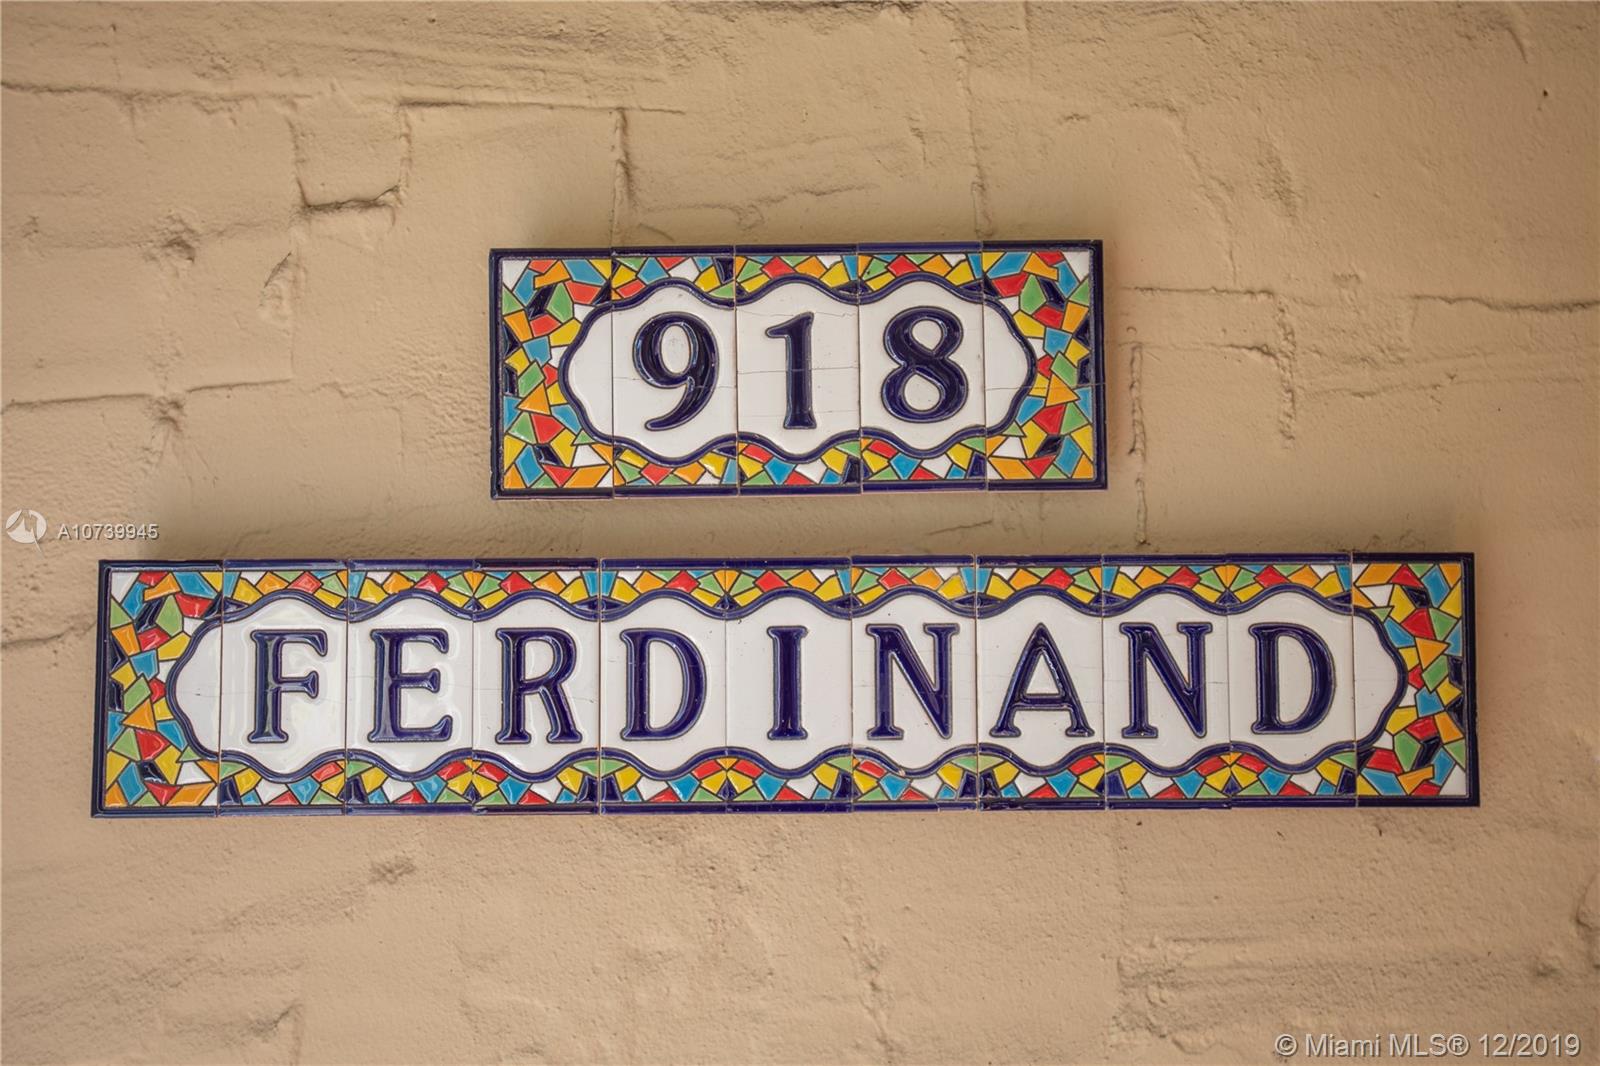 918
A10739945
FERDINAND
© Miami MLS® 12/2019